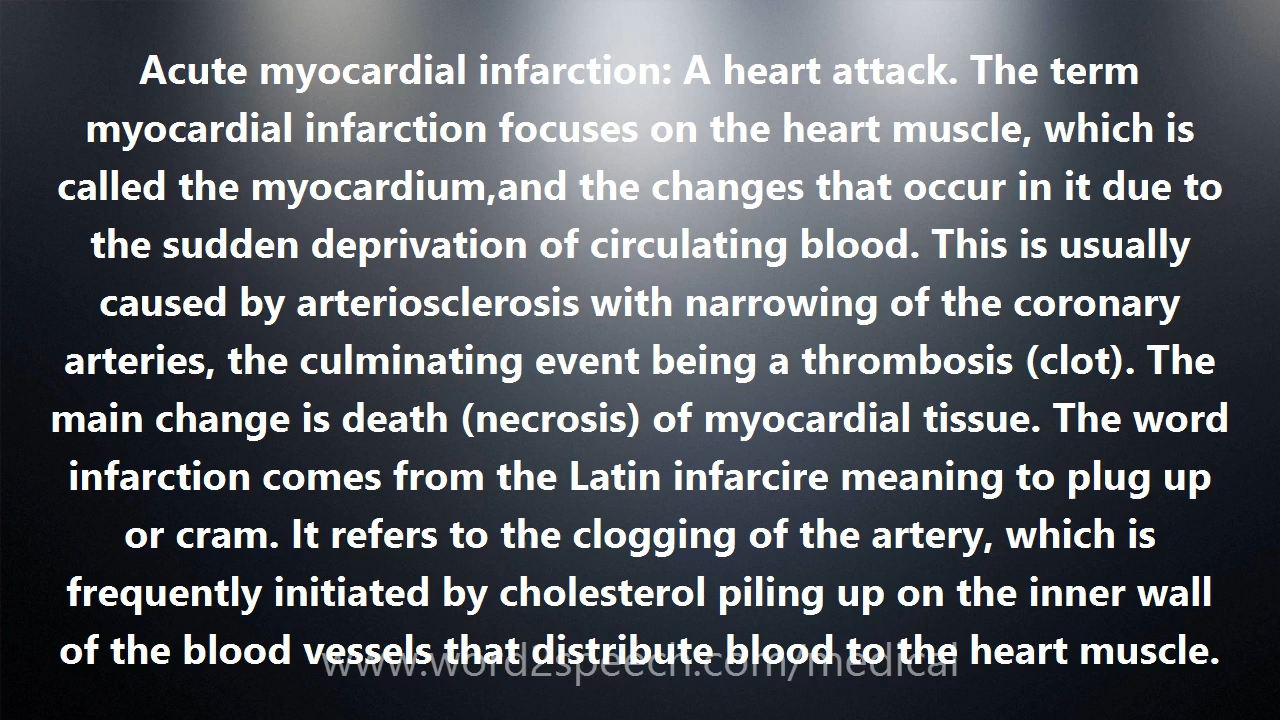 Acute myocardial infarction: A heart attack. The term
myocardial infarction focuses on the heart muscle, which is
called the myocardium,and the changes that occur in it due to
the sudden deprivation of circulating blood. This is usually
caused by arteriosclerosis with narrowing of the coronary
arteries, the culminating event being a thrombosis (clot). The
main change is death (necrosis) of myocardial tissue. The word
infarction comes from the Latin infarcire meaning to plug up
or cram. It refers to the clogging of the artery, which is
frequently initiated by cholesterol piling up on the inner wall
of the blood vessels that distribute blood to the heart muscle.
www.word2speech.com/medical